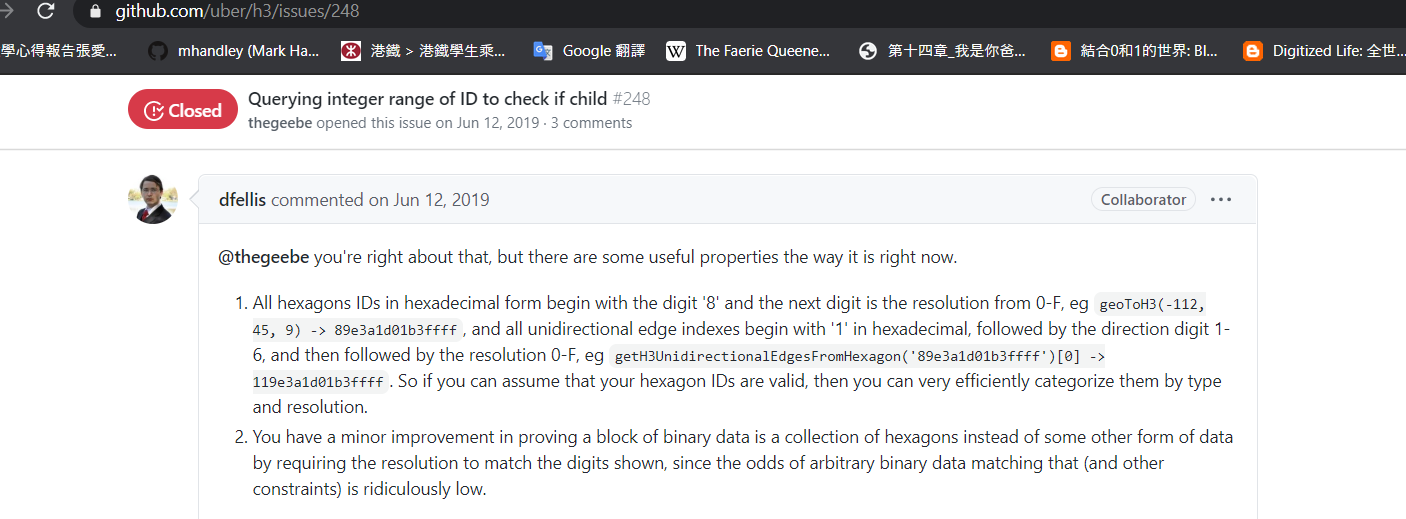 github.com/uber/h3/issues/248
學心得報告張愛... mhandley (Mark Ha... 港鐵 > 港鐵學生乘... Google 翻譯 The Faerie Queene... 第十四章_我是你爸... 結合0和1的世界: Bl... Digitized Life: 全世...
Closed Querying integer range of ID to check if child #248
thegeebe opened this issue on Jun 12, 2019 · 3 comments
dfellis commented on Jun 12, 2019 Collaborator ...
@thegeebe you're right about that, but there are some useful properties the way it is right now.
1. All hexagons IDs in hexadecimal form begin with the digit '8' and the next digit is the resolution from 0-F, eg geoToH3(-112,
45, 9) -> 89e3a1d01b3ffff, and all unidirectional edge indexes begin with '1' in hexadecimal, followed by the direction digit 1-
6, and then followed by the resolution 0-F, eg getH3UnidirectionalEdgesFromHexagon('89e3a1d01b3ffff')[0] ->
119e3a1d01b3ffff. So if you can assume that your hexagon IDs are valid, then you can very efficiently categorize them by type
and resolution.
2. You have a minor improvement in proving a block of binary data is a collection of hexagons instead of some other form of data
by requiring the resolution to match the digits shown, since the odds of arbitrary binary data matching that (and other
constraints) is ridiculously low.